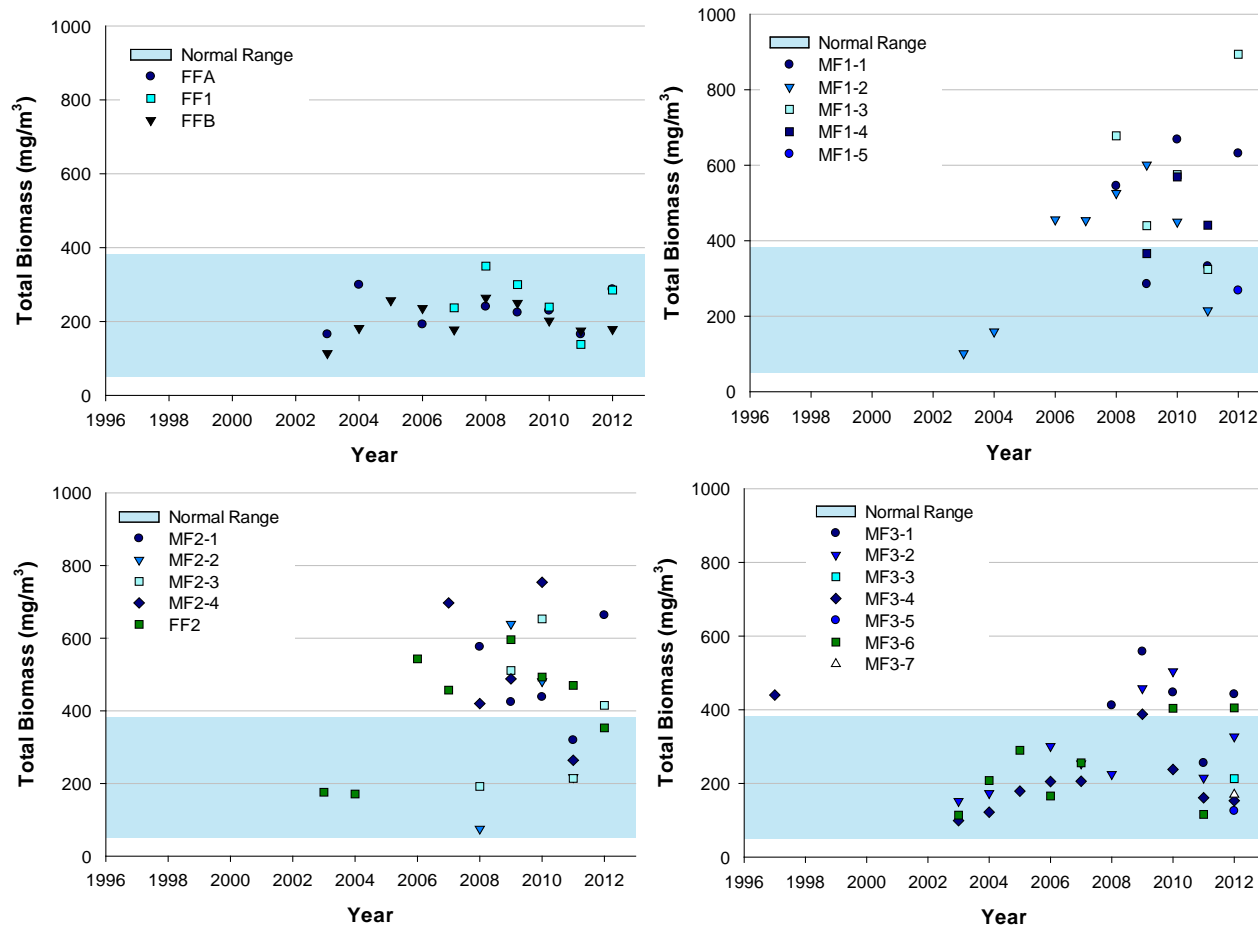 1000
800
600
400
200
0
Total Biomass (mg/m³)
Normal Range
FFA
FF1
FFB
1996 1998 2000 2002 2004 2006 2008 2010 2012
Year
1000
800
600
400
200
0
Total Biomass (mg/m³)
Normal Range
MF1-1
MF1-2
MF1-3
MF1-4
MF1-5
1996 1998 2000 2002 2004 2006 2008 2010 2012
Year
1000
800
600
400
200
0
Total Biomass (mg/m³)
Normal Range
MF2-1
MF2-2
MF2-3
MF2-4
FF2
1996 1998 2000 2002 2004 2006 2008 2010 2012
Year
1000
800
600
400
200
0
Total Biomass (mg/m³)
Normal Range
MF3-1
MF3-2
MF3-3
MF3-4
MF3-5
MF3-6
MF3-7
1996 1998 2000 2002 2004 2006 2008 2010 2012
Year